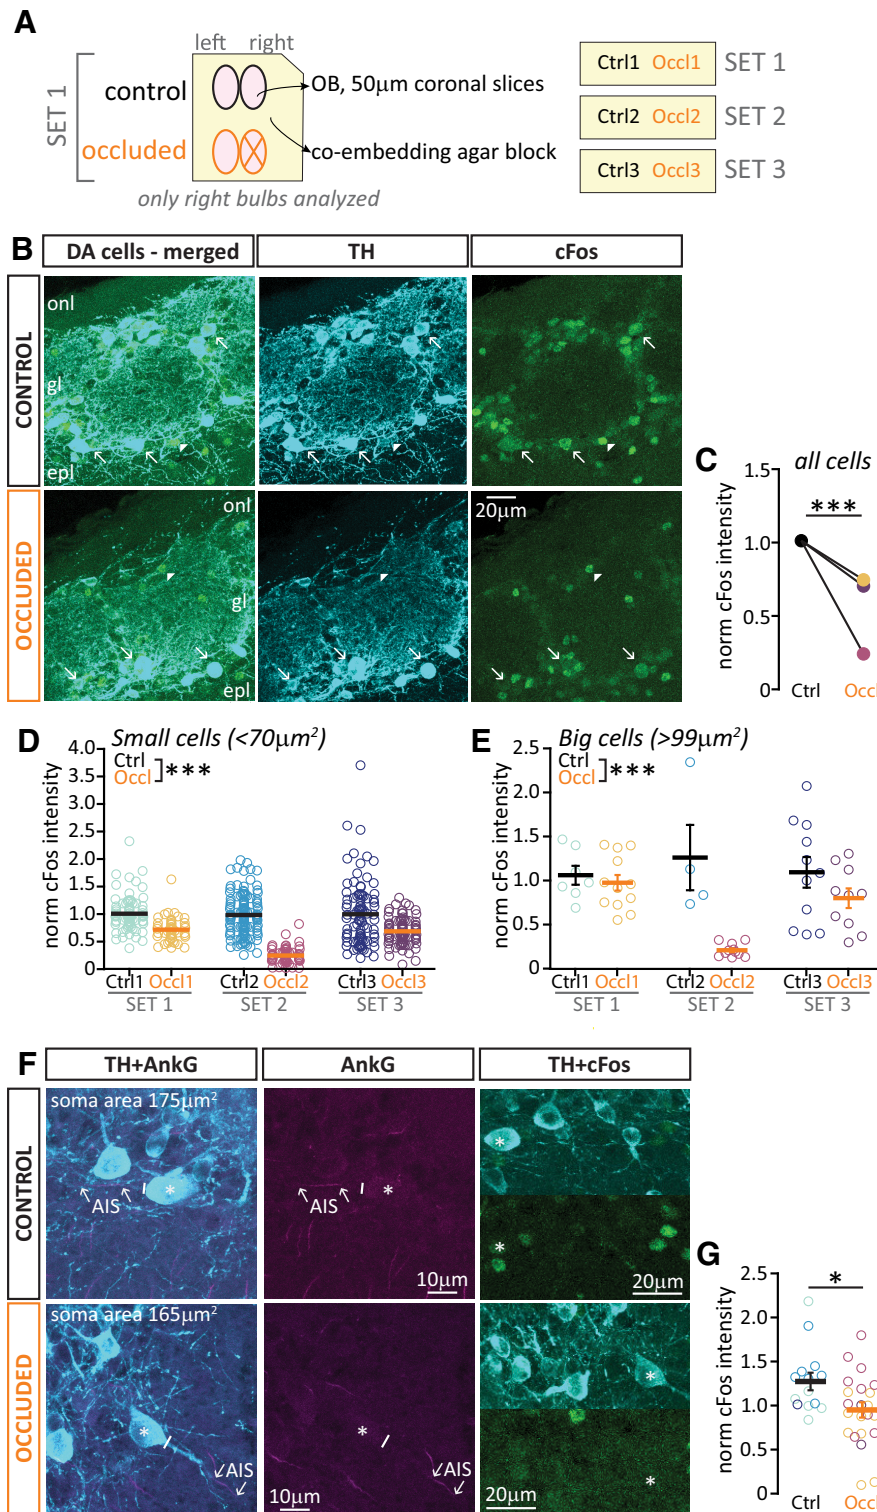 A
left right
SET 1
control
occluded
OB, 50µm coronal slices
co-embedding agar block
only right bulbs analyzed
Ctrl1 Occl1 SET 1
Ctrl2 Occl2 SET 2
Ctrl3 Occl3 SET 3
B
DA cells - merged
TH
cFos
CONTROL
onl
gl
epl
OCCLUDED
onl
gl
epl
20µm
C
all cells
***
norm cFos intensity
1.5
1.0
0.5
0
Ctrl
Occl
D
Small cells (<70µm²)
Ctrl
Occl
***
norm cFos intensity
4.0
3.5
3.0
2.5
2.0
1.5
1.0
0.5
0
Ctrl1 Occl1 Ctrl2 Occl2 Ctrl3 Occl3
SET 1 SET 2 SET 3
E
Big cells (>99µm²)
Ctrl
Occl
***
norm cFos intensity
2.5
2.0
1.5
1.0
0.5
0
Ctrl1 Occl1 Ctrl2 Occl2 Ctrl3 Occl3
SET 1 SET 2 SET 3
F
TH+AnkG
AnkG
TH+cFos
CONTROL
soma area 175µm²
*
AIS
*
AIS
10µm
*
*
20µm
OCCLUDED
soma area 165µm²
*
AIS
*
AIS
10µm
*
*
20µm
G
*
norm cFos intensity
2.5
2.0
1.5
1.0
0.5
0
Ctrl
Occl